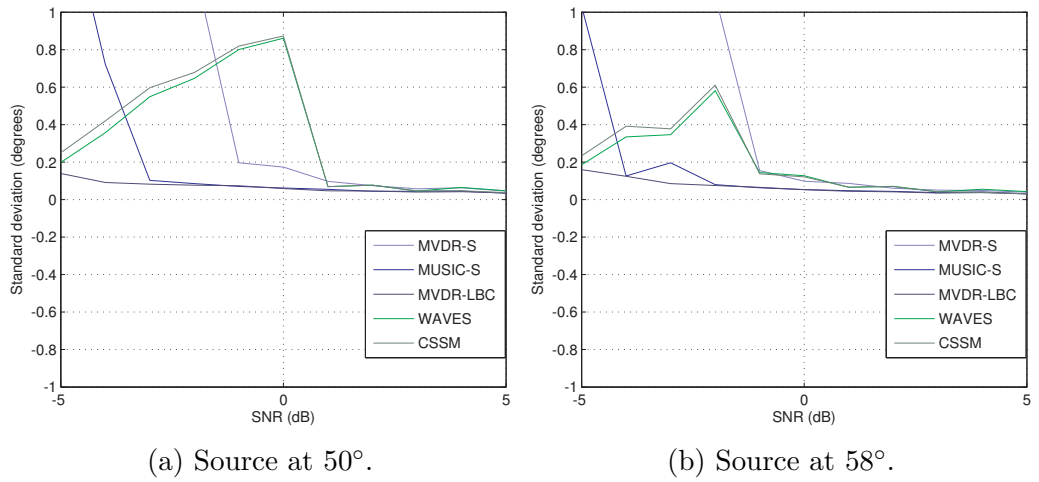 1
0.8
0.6
0.4
0.2
0
-0.2
-0.4
-0.6
-0.8
-1
Standard deviation (degrees)
-5
0
5
SNR (dB)
MVDR-S
MUSIC-S
MVDR-LBC
WAVES
CSSM
(a) Source at 50°.
1
0.8
0.6
0.4
0.2
0
-0.2
-0.4
-0.6
-0.8
-1
Standard deviation (degrees)
-5
0
5
SNR (dB)
MVDR-S
MUSIC-S
MVDR-LBC
WAVES
CSSM
(b) Source at 58°.